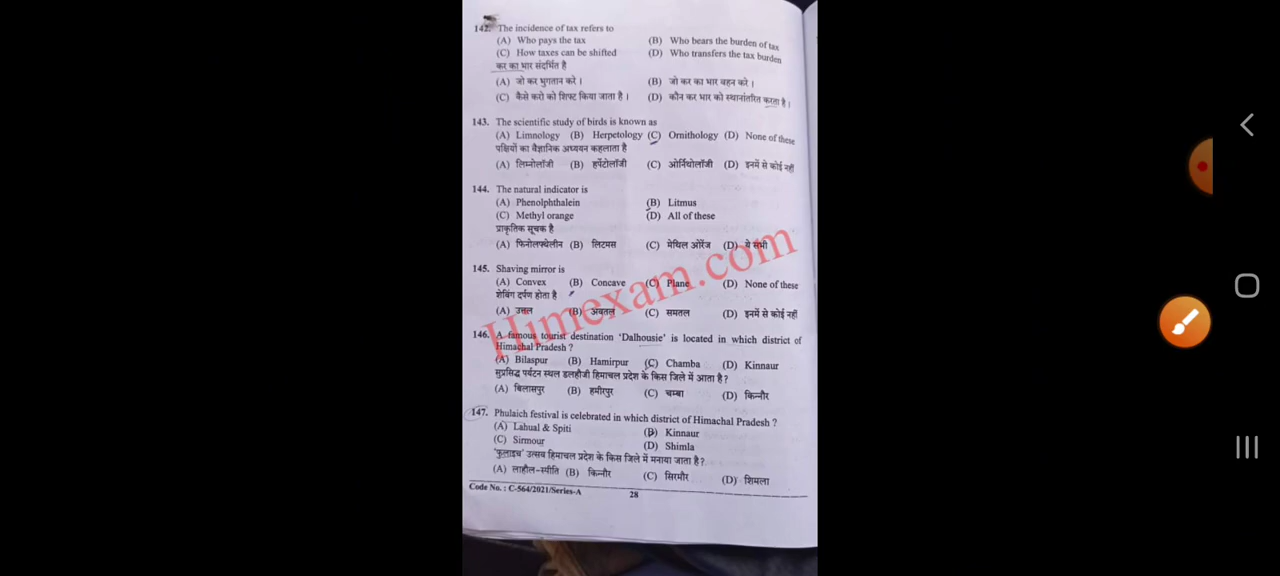 142. The incidence of tax refers to
(A) Who pays the tax (B) Who bears the burden of tax
(C) How taxes can be shifted (D) Who transfers the tax burden
कर का भार संदर्भित है
(A) जो कर भुगतान करे । (B) जो कर का भार वहन करे ।
(C) कैसे करो को शिफ्ट किया जाता है । (D) कौन कर भार को स्थानांतरित करता है ।
143. The scientific study of birds is known as
(A) Limnology (B) Herpetology (C) Ornithology (D) None of these
पक्षियों का वैज्ञानिक अध्ययन कहलाता है
(A) लिम्नोलॉजी (B) हर्पेटोलॉजी (C) ओर्निथोलॉजी (D) इनमें से कोई नहीं
144. The natural indicator is
(A) Phenolphthalein (B) Litmus
(C) Methyl orange (D) All of these
प्राकृतिक सूचक है
(A) फिनोलफ्थेलीन (B) लिटमस (C) मेथिल ओरेंज (D) ये सभी
145. Shaving mirror is
(A) Convex (B) Concave (C) Plane (D) None of these
शेविंग दर्पण होता है
(A) उत्तल (B) अवतल (C) समतल (D) इनमें से कोई नहीं
Himexam.com
146. A famous tourist destination ‘Dalhousie’ is located in which district of
Himachal Pradesh ?
(A) Bilaspur (B) Hamirpur (C) Chamba (D) Kinnaur
सुप्रसिद्ध पर्यटन स्थल डलहौजी हिमाचल प्रदेश के किस जिले में आता है?
(A) बिलासपुर (B) हमीरपुर (C) चम्बा (D) किन्नौर
147. Phulaich festival is celebrated in which district of Himachal Pradesh ?
(A) Lahual & Spiti (B) Kinnaur
(C) Sirmour (D) Shimla
‘फुलाइच’ उत्सव हिमाचल प्रदेश के किस जिले में मनाया जाता है?
(A) लाहौल-स्पीति (B) किन्नौर (C) सिरमौर (D) शिमला
Code No. : C-564/2021/Series-A 28